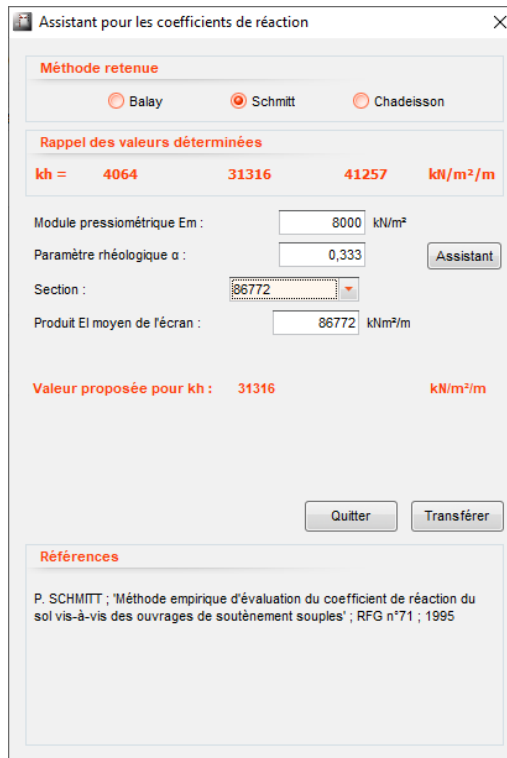 Assistant pour les coefficients de réaction
Méthode retenue
Balay Schmitt Chadeisson
Rappel des valeurs déterminées
kh = 4064 31316 41257 kN/m²/m
Module pressiométrique Em : 8000 kN/m²
Paramètre rhéologique α : 0,333 Assistant
Section : 86772
Produit EI moyen de l'écran : 86772 kNm²/m
Valeur proposée pour kh : 31316 kN/m²/m
Quitter Transférer
Références
P. SCHMITT ; 'Méthode empirique d'évaluation du coefficient de réaction du
sol vis-à-vis des ouvrages de soutènement souples' ; RFG n°71 ; 1995